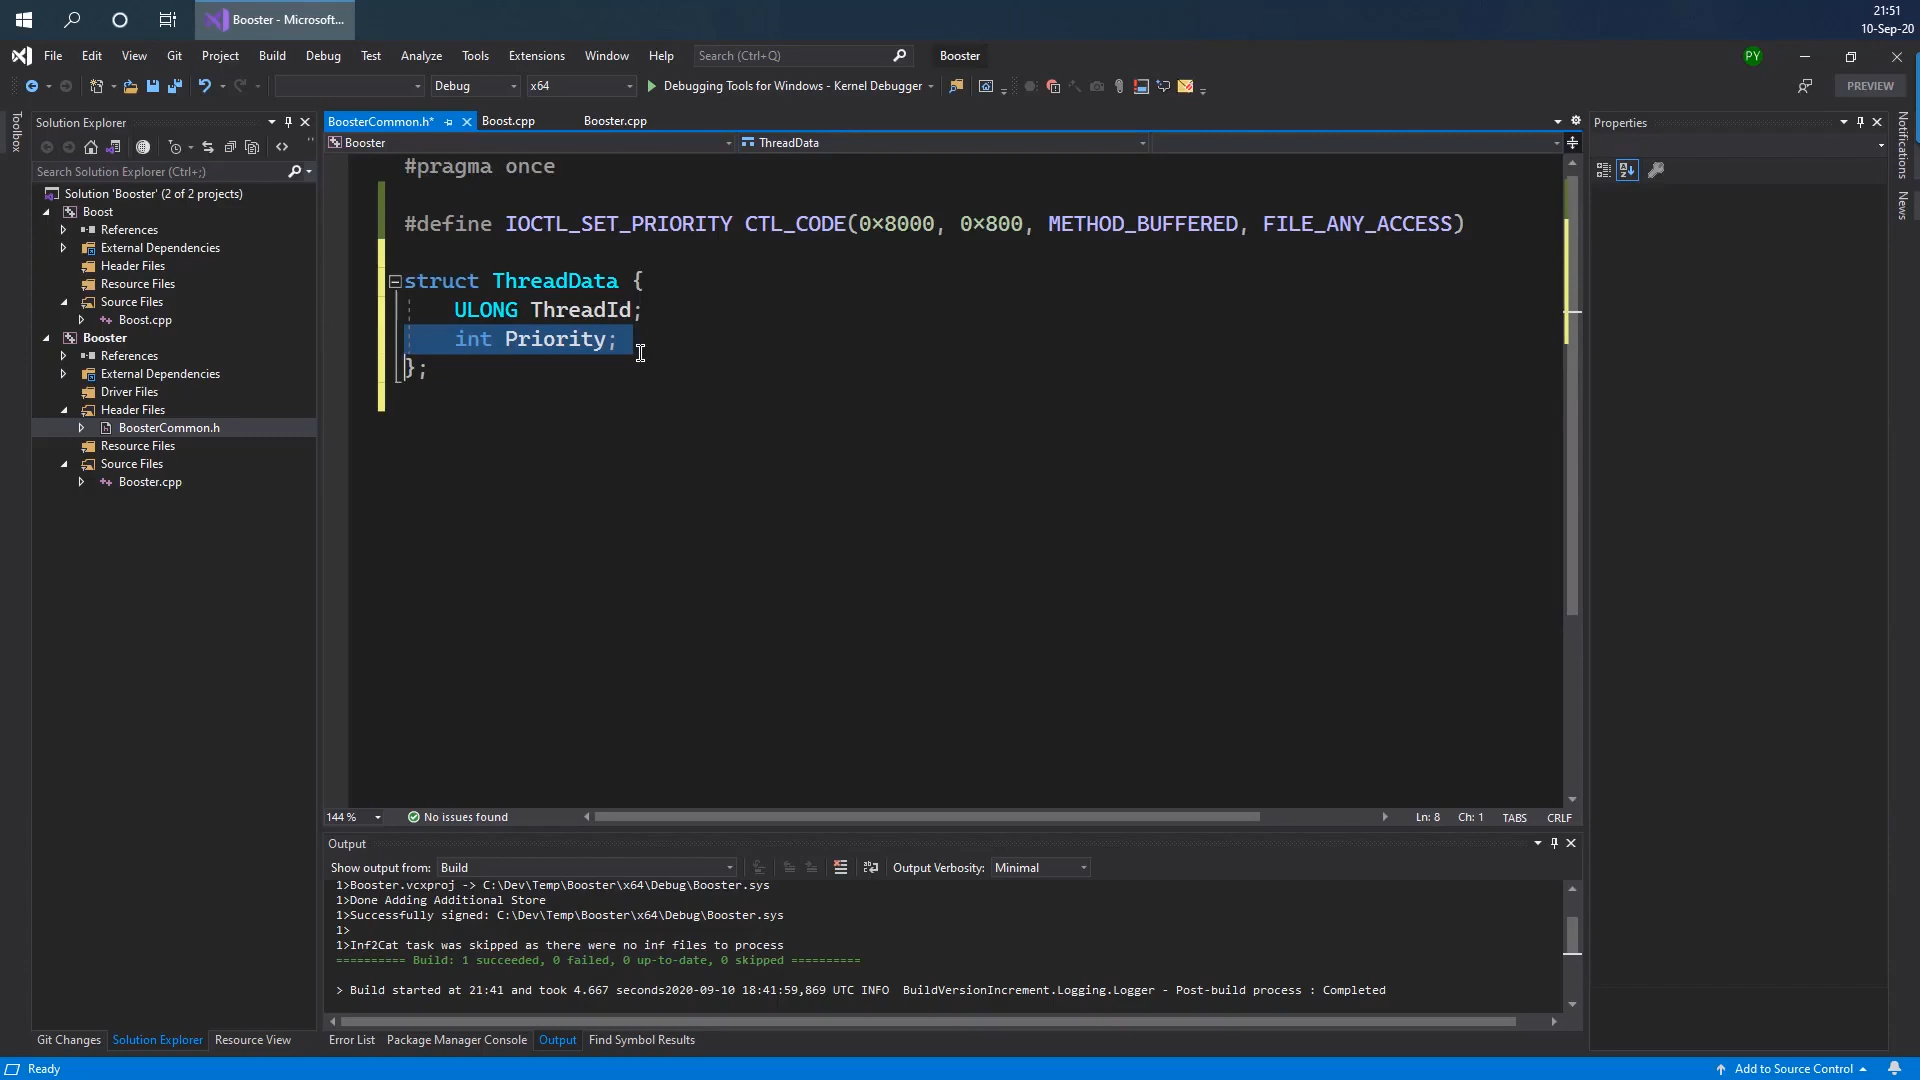 Booster - Microsoft...
21:51
10-Sep-20
File Edit View Git Project Build Debug Test Analyze Tools Extensions Window Help Search (Ctrl+Q) Booster PY
Debug x64 Debugging Tools for Windows - Kernel Debugger PREVIEW
Toolbox
Solution Explorer
Search Solution Explorer (Ctrl+;)
Solution 'Booster' (2 of 2 projects)
Boost
References
External Dependencies
Header Files
Resource Files
Source Files
Boost.cpp
Booster
References
External Dependencies
Driver Files
Header Files
BoosterCommon.h
Resource Files
Source Files
Booster.cpp
Git Changes Solution Explorer Resource View
BoosterCommon.h* Boost.cpp Booster.cpp
Booster ThreadData
#pragma once
#define IOCTL_SET_PRIORITY CTL_CODE(0×8000, 0×800, METHOD_BUFFERED, FILE_ANY_ACCESS)
struct ThreadData {
ULONG ThreadId;
int Priority;
};
144 % No issues found Ln: 8 Ch: 1 TABS CRLF
Output
Show output from: Build Output Verbosity: Minimal
1>Booster.vcxproj -> C:\Dev\Temp\Booster\x64\Debug\Booster.sys
1>Done Adding Additional Store
1>Successfully signed: C:\Dev\Temp\Booster\x64\Debug\Booster.sys
1>
1>Inf2Cat task was skipped as there were no inf files to process
========== Build: 1 succeeded, 0 failed, 0 up-to-date, 0 skipped ==========
> Build started at 21:41 and took 4.667 seconds2020-09-10 18:41:59,869 UTC INFO BuildVersionIncrement.Logging.Logger - Post-build process : Completed
Error List Package Manager Console Output Find Symbol Results
Properties
Notifications
News
Ready
Add to Source Control